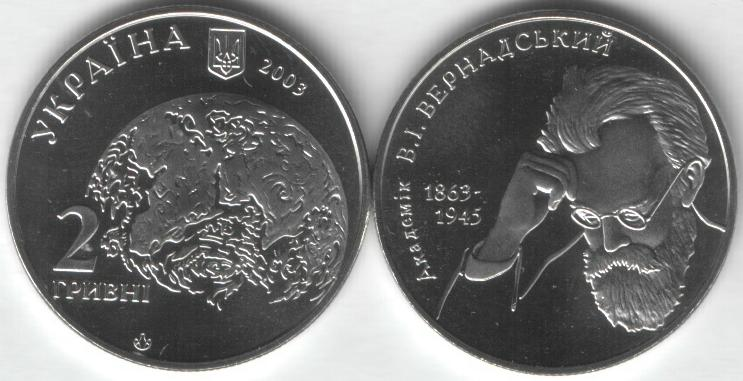 УКРАЇНА
2003
2
ГРИВНІ
Академік В.І. ВЕРНАДСЬКИЙ
1863-
1945